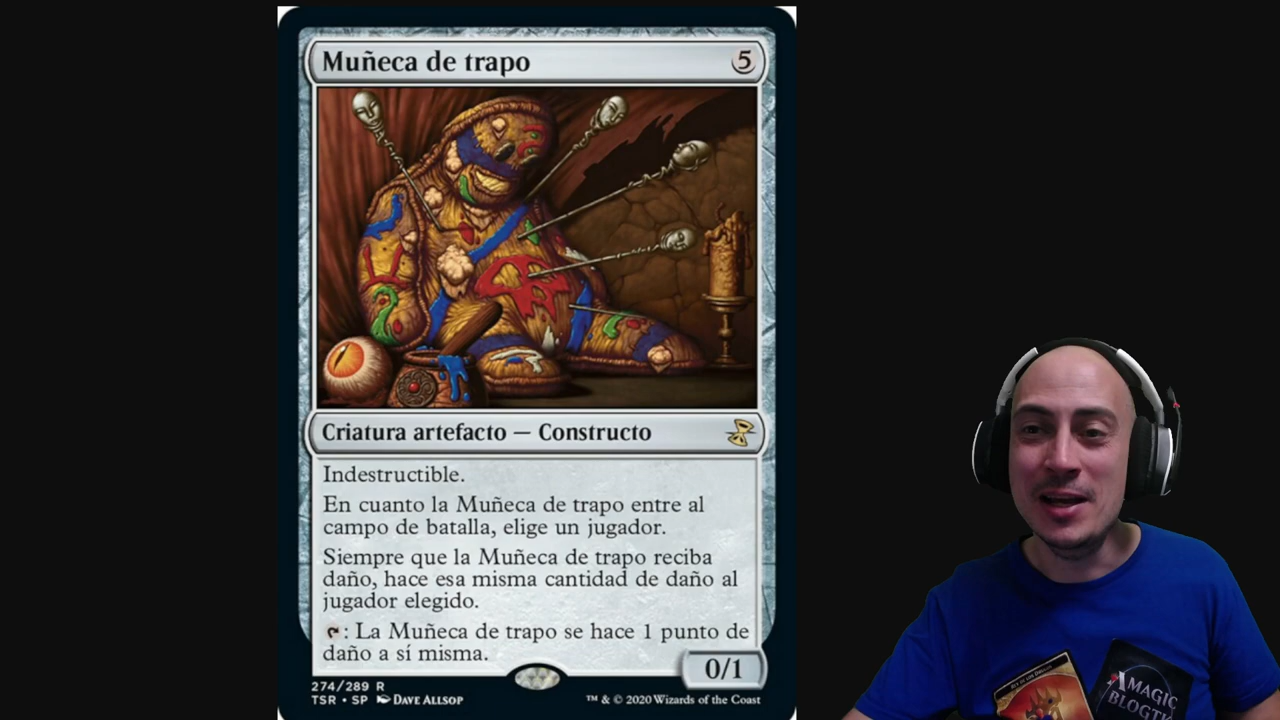 Muñeca de trapo
5
Criatura artefacto — Constructo
Indestructible.
En cuanto la Muñeca de trapo entre al
campo de batalla, elige un jugador.
Siempre que la Muñeca de trapo reciba
daño, hace esa misma cantidad de daño al
jugador elegido.
: La Muñeca de trapo se hace 1 punto de
daño a sí misma.
0/1
274/289 R
TSR • SP DAVE ALLSOP
™ & © 2020 Wizards of the Coast
MAGIC